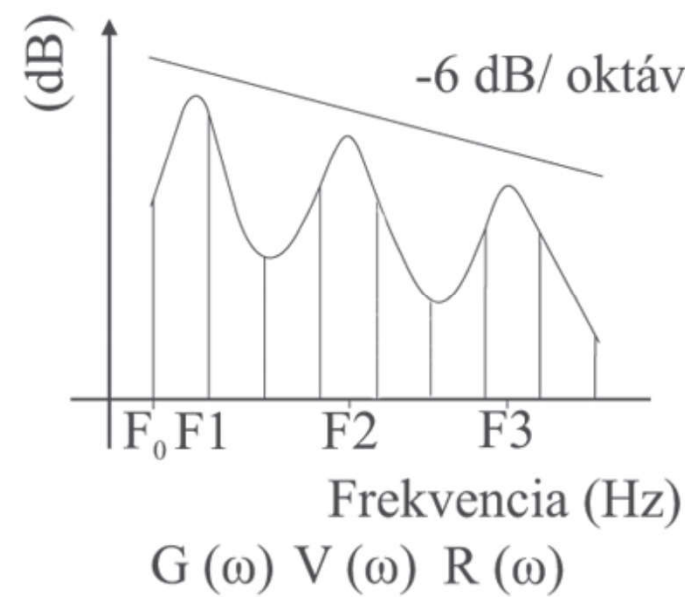 (dB)
-6 dB/ oktáv
F₀ F1 F2 F3
Frekvencia (Hz)
G (ω) V (ω) R (ω)